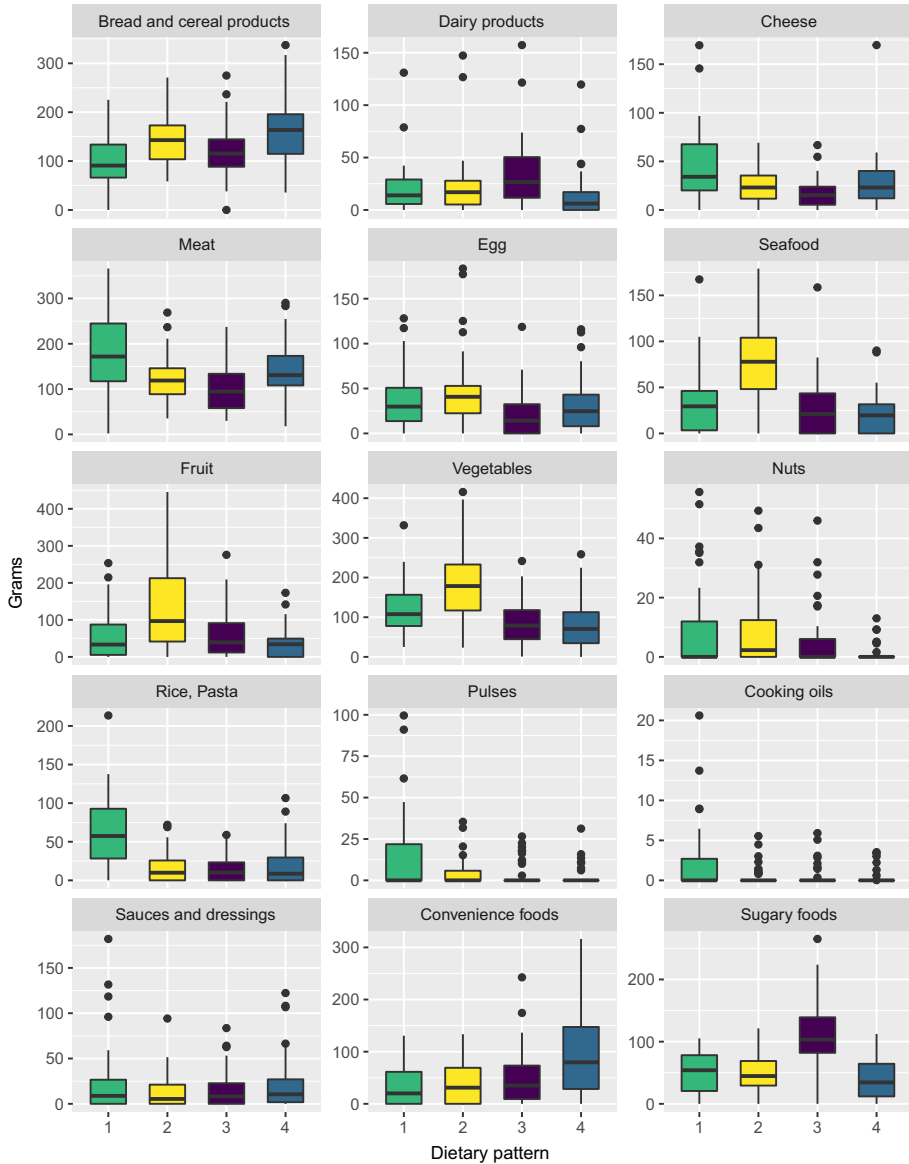 Bread and cereal products Dairy products Cheese
300 200 100 0
150 100 50 0
150 100 50 0
Meat Egg Seafood
300 200 100 0
150 100 50 0
150 100 50 0
Fruit Vegetables Nuts
400 300 200 100 0
400 300 200 100 0
40 20 0
Rice, Pasta Pulses Cooking oils
200 150 100 50 0
100 75 50 25 0
20 15 10 5 0
Sauces and dressings Convenience foods Sugary foods
150 100 50 0
300 200 100 0
200 100 0
1 2 3 4 1 2 3 4 1 2 3 4
Grams
Dietary pattern